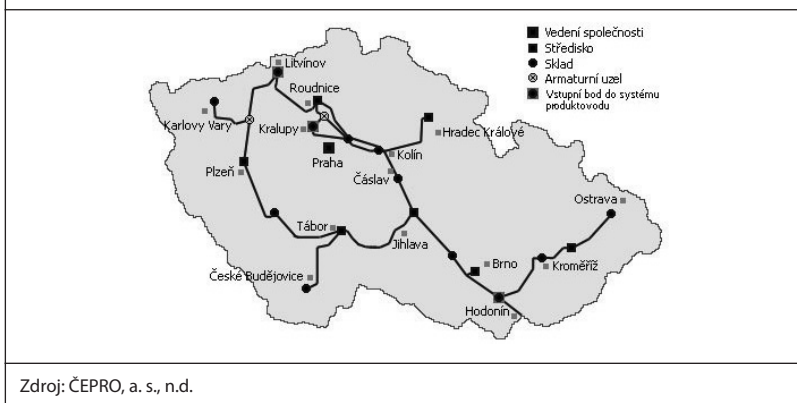 Vedení společnosti
Středisko
Sklad
Armaturní uzel
Vstupní bod do systému
produktovodu
Litvínov
Roudnice
Karlovy Vary
Kralupy
Hradec Králové
Praha
Kolín
Plzeň
Čáslav
Ostrava
Tábor
Jihlava
Brno
Kroměříž
České Budějovice
Hodonín
Zdroj: ČEPRO, a. s., n.d.